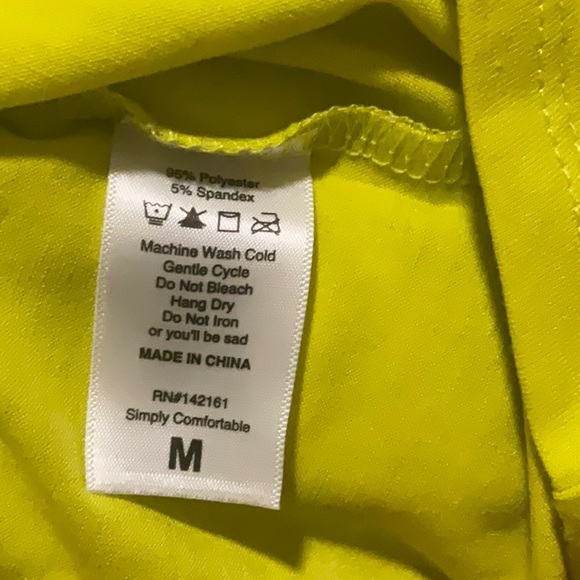 95% Polyester
5% Spandex
Machine Wash Cold
Gentle Cycle
Do Not Bleach
Hang Dry
Do Not Iron
or you'll be sad
MADE IN CHINA
RN#142161
Simply Comfortable
M